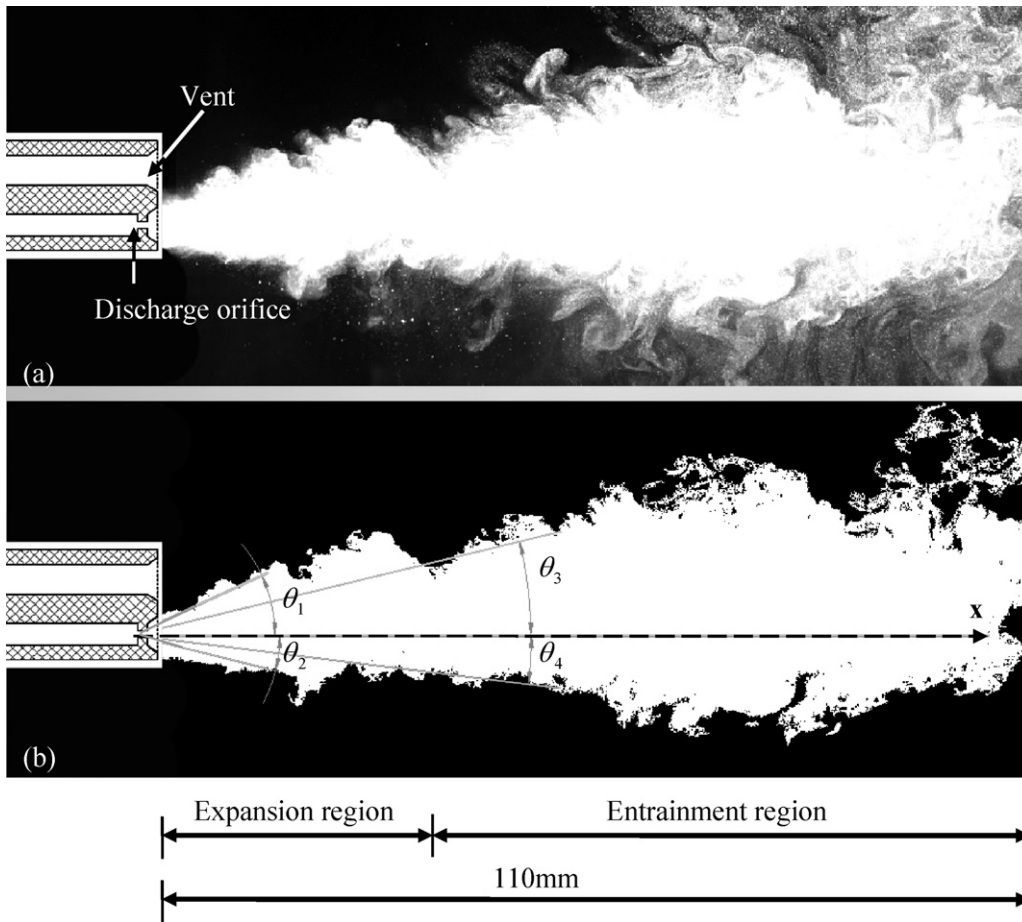 Vent
Discharge orifice
(a)
θ1
θ2
θ3
θ4
x
(b)
Expansion region
Entrainment region
110mm